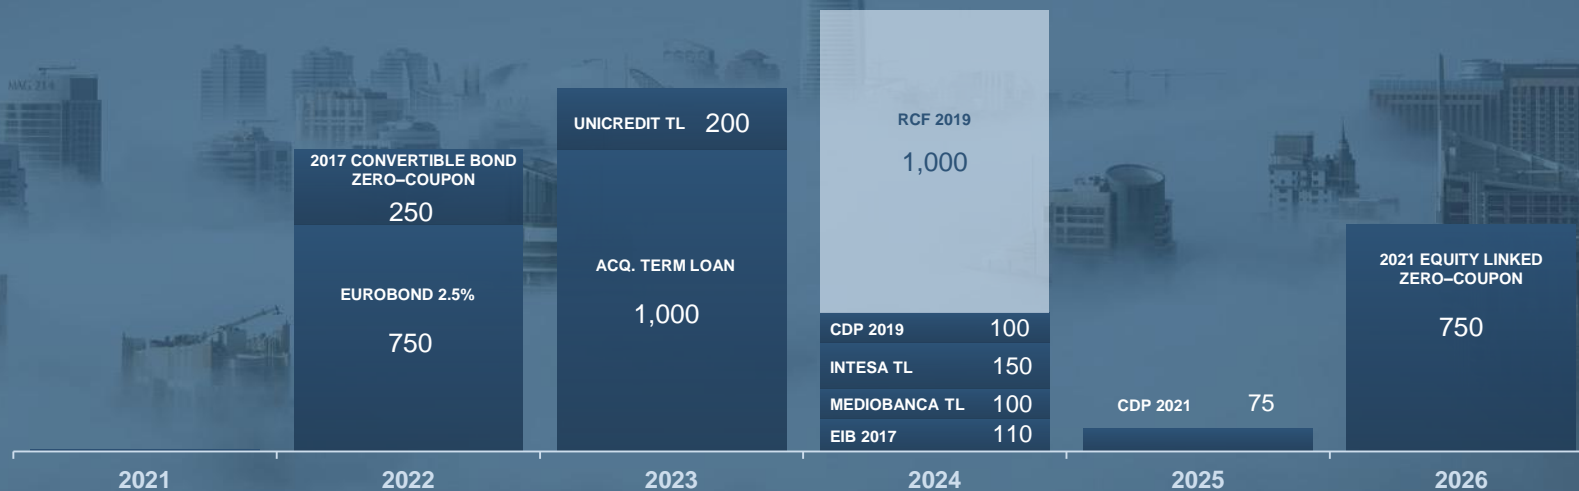 MAG 214
2017 CONVERTIBLE BOND
ZERO–COUPON
250
EUROBOND 2.5%
750
UNICREDIT TL 200
ACQ. TERM LOAN
1,000
RCF 2019
1,000
CDP 2019 100
INTESA TL 150
MEDIOBANCA TL 100
EIB 2017 110
CDP 2021 75
2021 EQUITY LINKED
ZERO–COUPON
750
2021 2022 2023 2024 2025 2026